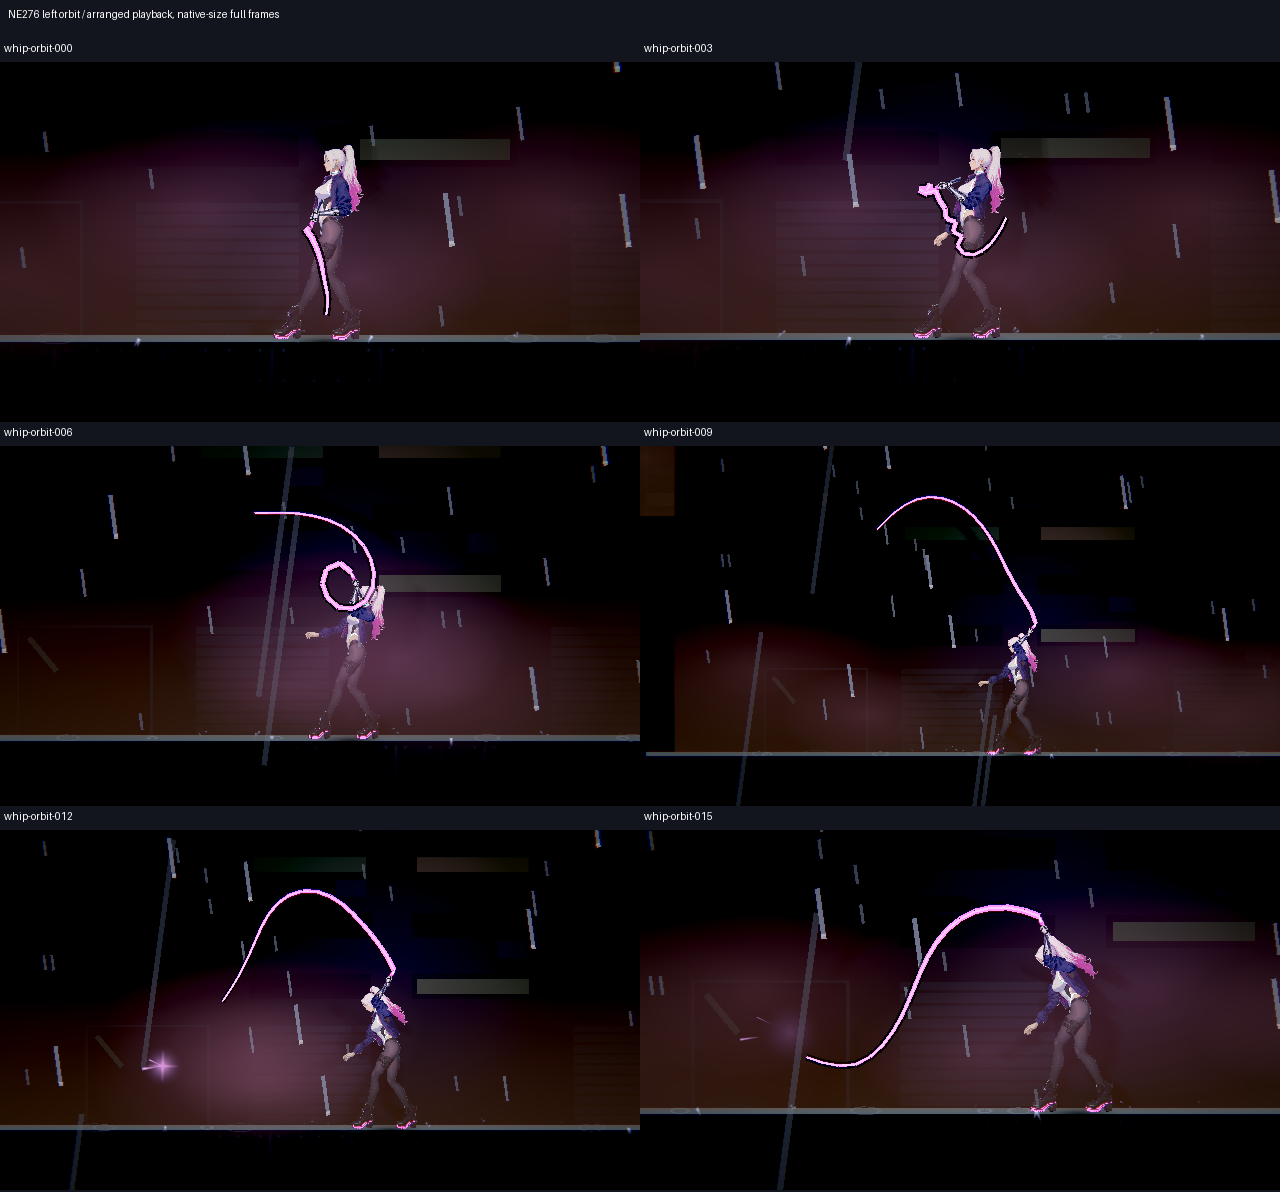 NE276 left orbit / arranged playback, native-size full frames
whip-orbit-000
whip-orbit-003
whip-orbit-006
whip-orbit-009
whip-orbit-012
whip-orbit-015